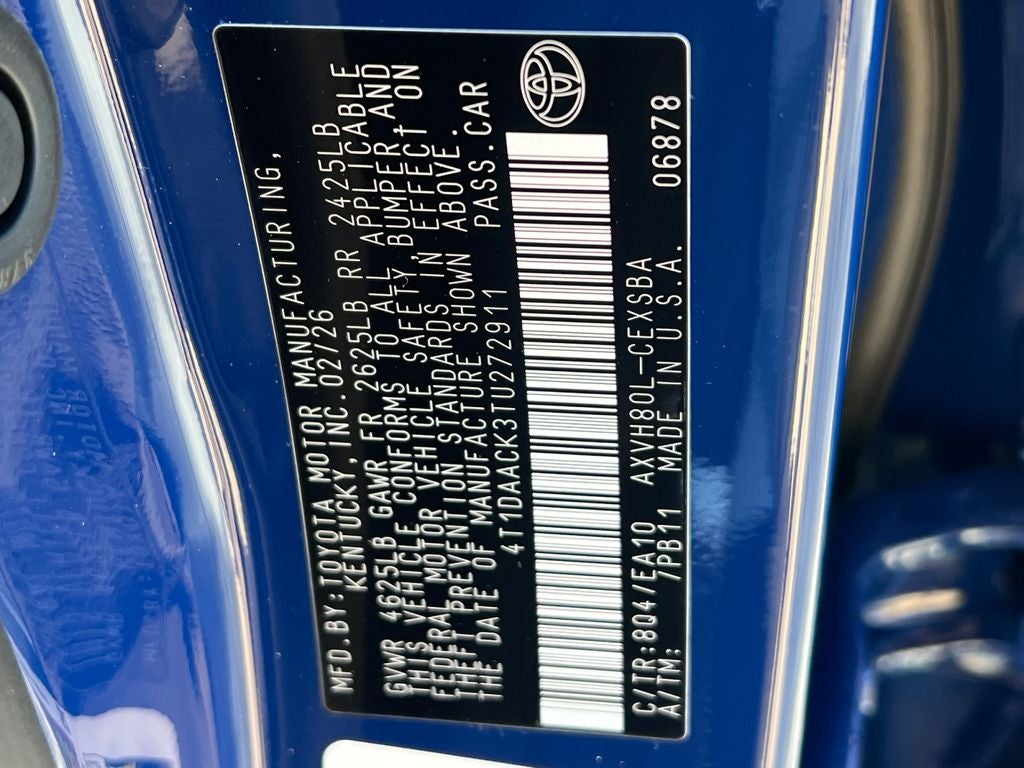 MFD.BY:TOYOTA MOTOR MANUFACTURING,
KENTUCKY, INC. 02/26
GVWR 4625LB GAWR FR 2625LB RR 2425LB
THIS VEHICLE CONFORMS TO ALL APPLICABLE
FEDERAL MOTOR VEHICLE SAFETY, BUMPER, AND
THEFT PREVENTION STANDARDS IN EFFECT ON
THE DATE OF MANUFACTURE SHOWN ABOVE.
4T1DAACK3TU272911 PASS.CAR
C/TR:8Q4/EA10 AXVH80L-CEXSBA 06878
A/TM: 7PB11 MADE IN U.S.A.